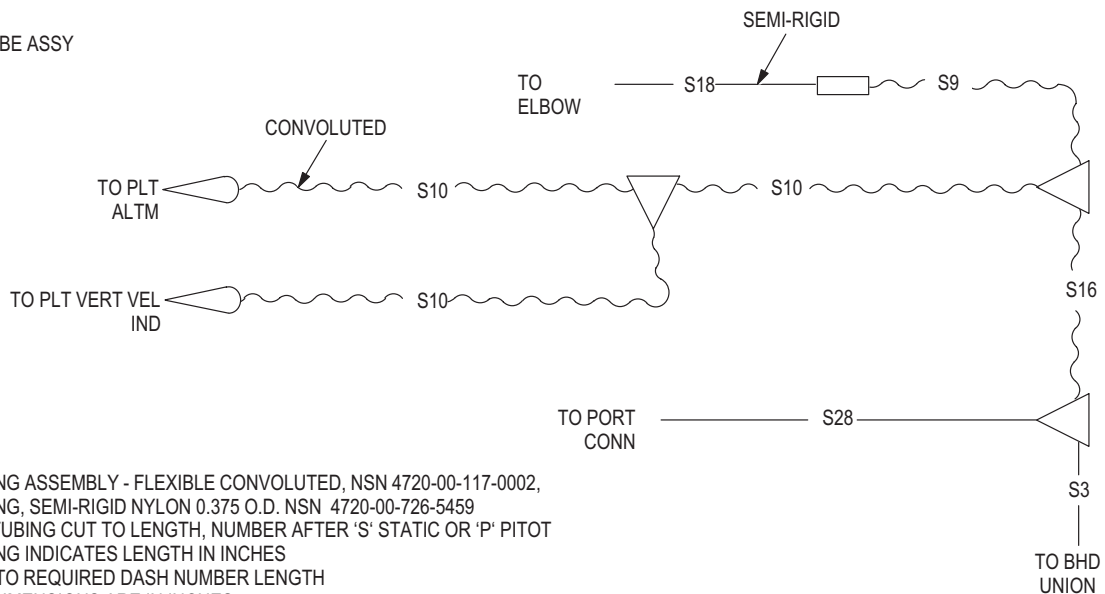 BE ASSY
SEMI-RIGID
TO
ELBOW
S18
S9
CONVOLUTED
TO PLT
ALTM
S10
S10
TO PLT VERT VEL
IND
S10
S16
TO PORT
CONN
S28
S3
TO BHD
UNION
NG ASSEMBLY - FLEXIBLE CONVOLUTED, NSN 4720-00-117-0002,
NG, SEMI-RIGID NYLON 0.375 O.D. NSN 4720-00-726-5459
TUBING CUT TO LENGTH, NUMBER AFTER ‘S‘ STATIC OR ‘P‘ PITOT
NG INDICATES LENGTH IN INCHES
TO REQUIRED DASH NUMBER LENGTH